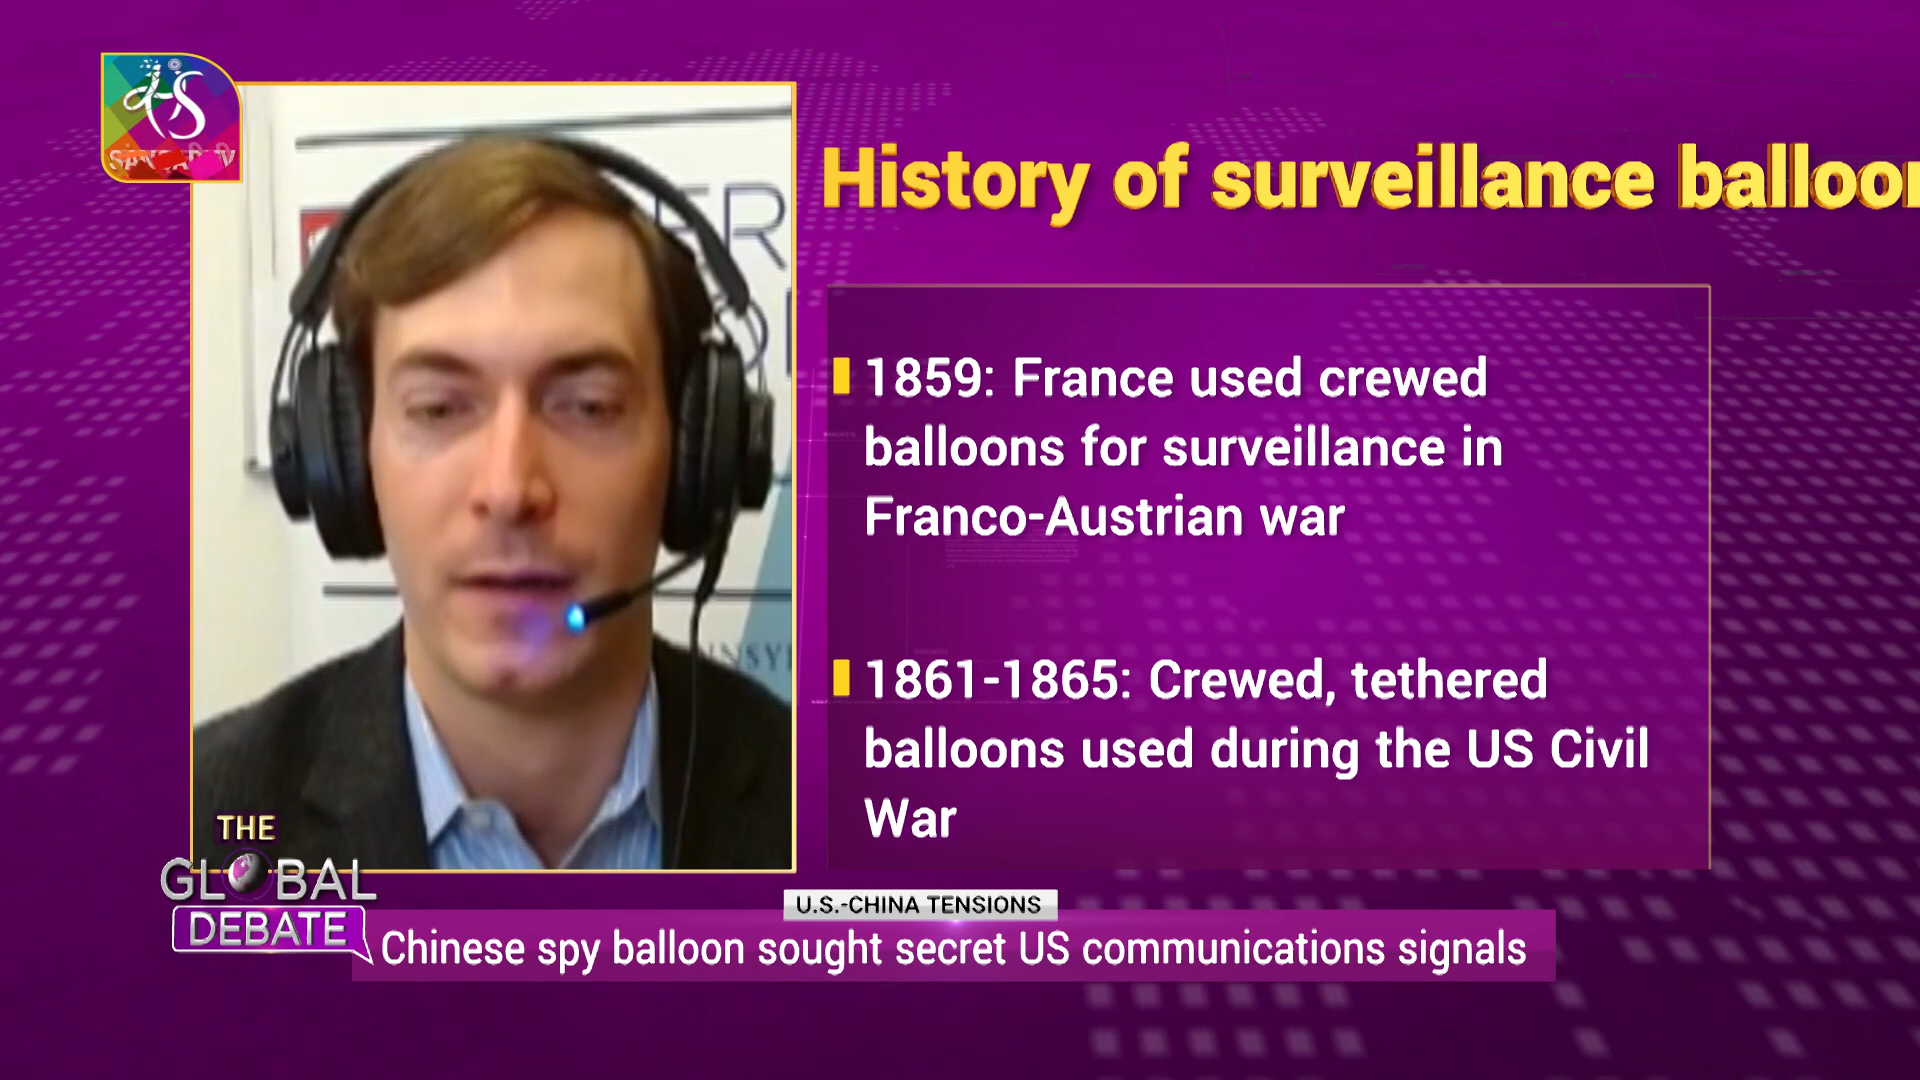 History of surveillance balloon
1859: France used crewed
balloons for surveillance in
Franco-Austrian war
1861-1865: Crewed, tethered
balloons used during the US Civil
War
THE
GLOBAL
DEBATE
U.S.-CHINA TENSIONS
Chinese spy balloon sought secret US communications signals